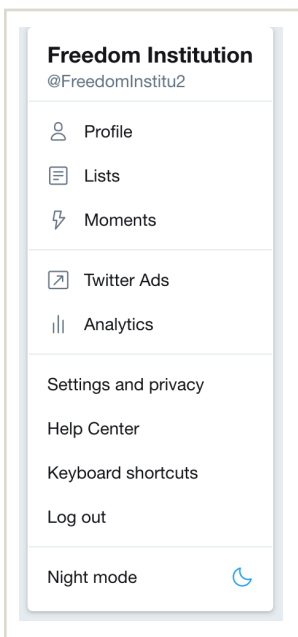 Freedom Institution
@FreedomInstitu2
Profile
Lists
Moments
Twitter Ads
Analytics
Settings and privacy
Help Center
Keyboard shortcuts
Log out
Night mode